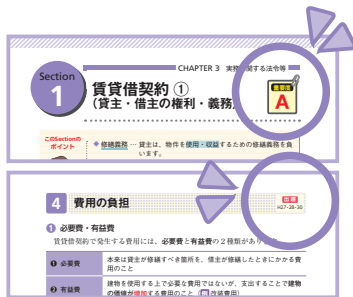 CHAPTER 3 実務に関する法令等
Section
1
賃貸借契約 ①
(貸主・借主の権利・義務)
重要度
A
このSectionの
ポイント
◆ 修繕義務 … 貸主は、物件を使用・収益するための修繕義務を負
います。
4 費用の負担
出題
H27-28-30
❶ 必要費・有益費
賃貸借契約で発生する費用には、必要費と有益費の2種類があり
❶ 必要費
本来は貸主が修繕すべき箇所を、借主が修繕したときにかかる費
用のこと
❷ 有益費
建物を使用する上で必要な費用ではないが、支出することで建物
の価値が増加する費用のこと(例 改装費用)